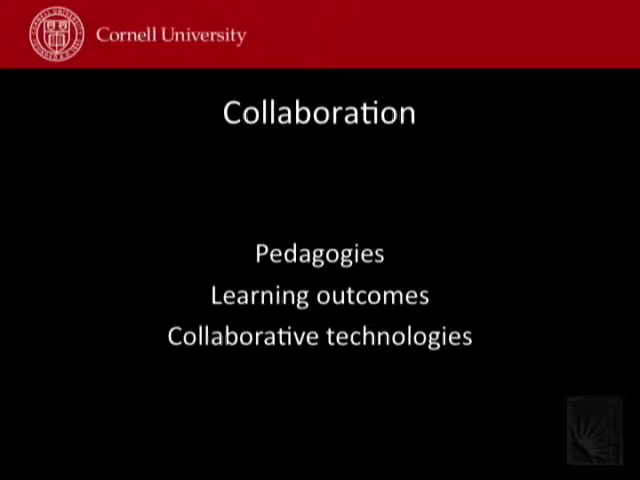 Cornell University
Collaboration
Pedagogies
Learning outcomes
Collaborative technologies